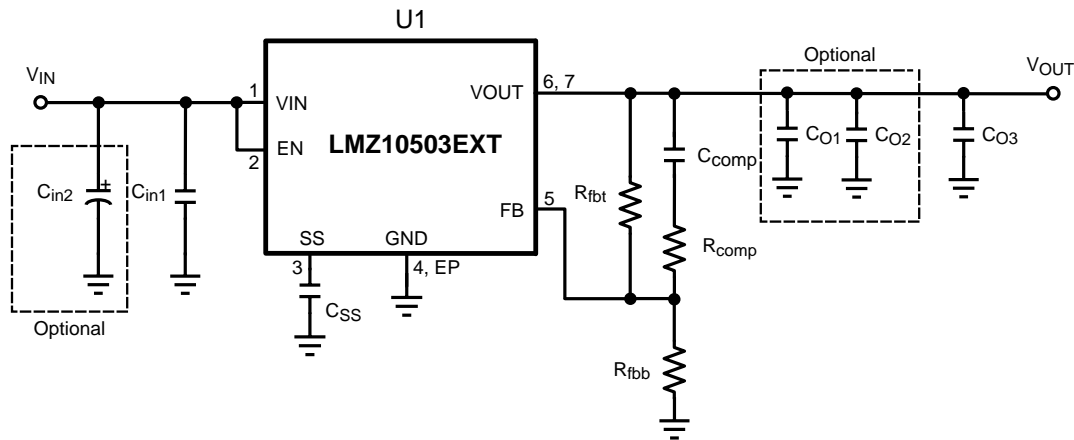 U1
Optional
VIN
VOUT
1
VIN
VOUT
6, 7
EN
2
LMZ10503EXT
CO1
CO2
CO3
Ccomp
Cin2
+
Cin1
Rfbt
FB
5
Rcomp
SS
GND
3
4, EP
CSS
Optional
Rfbb